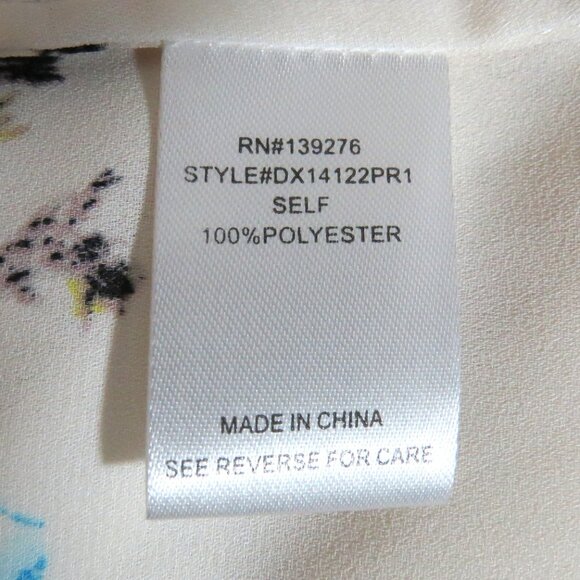 RN#139276
STYLE#DX14122PR1
SELF
100%POLYESTER
MADE IN CHINA
SEE REVERSE FOR CARE